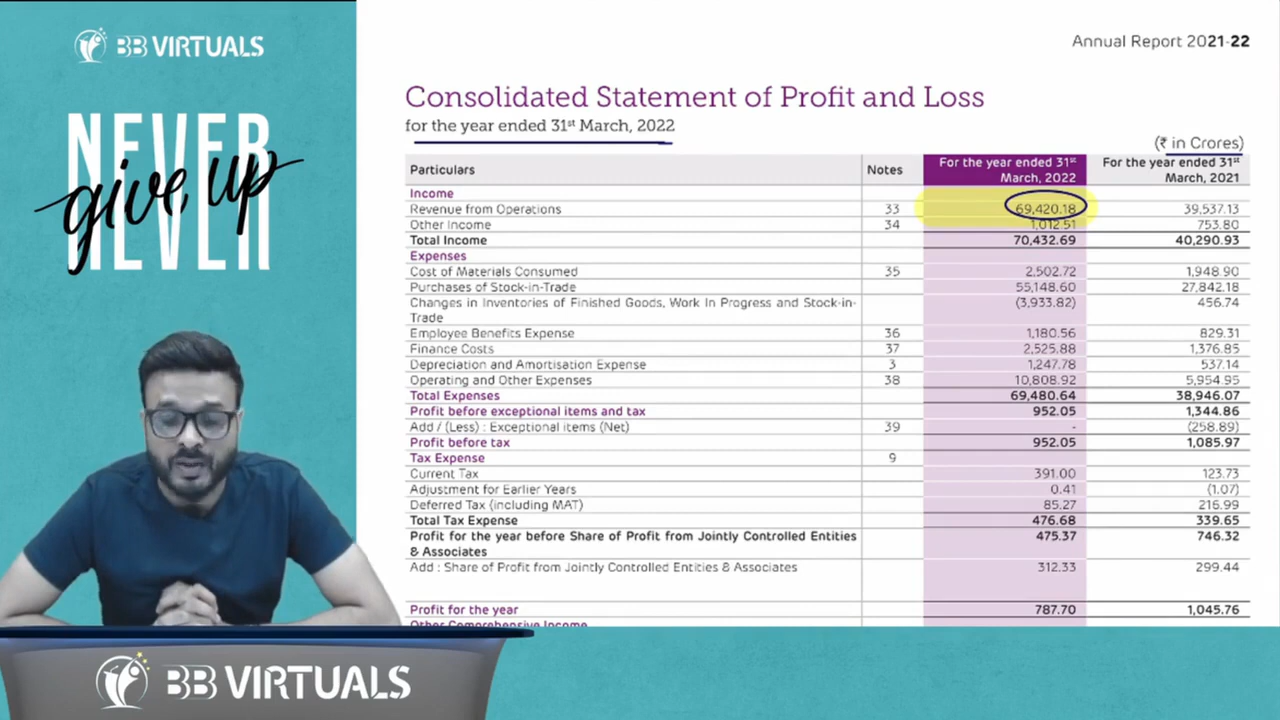 BB VIRTUALS
NEVER
give up
NEVER
Annual Report 2021-22
Consolidated Statement of Profit and Loss
for the year ended 31st March, 2022
(₹ in Crores)
Particulars Notes For the year ended 31st March, 2022 For the year ended 31st March, 2021
Income
Revenue from Operations 33 69,420.18 39,537.13
Other Income 34 1,012.51 753.80
Total Income 70,432.69 40,290.93
Expenses
Cost of Materials Consumed 35 2,502.72 1,948.90
Purchases of Stock-in-Trade 55,148.60 27,842.18
Changes in Inventories of Finished Goods, Work In Progress and Stock-in- (3,933.82) 456.74
Trade
Employee Benefits Expense 36 1,180.56 829.31
Finance Costs 37 2,525.88 1,376.85
Depreciation and Amortisation Expense 3 1,247.78 537.14
Operating and Other Expenses 38 10,808.92 5,954.95
Total Expenses 69,480.64 38,946.07
Profit before exceptional items and tax 952.05 1,344.86
Add / (Less) : Exceptional items (Net) 39 - (258.89)
Profit before tax 952.05 1,085.97
Tax Expense 9
Current Tax 391.00 123.73
Adjustment for Earlier Years 0.41 (1.07)
Deferred Tax (including MAT) 85.27 216.99
Total Tax Expense 476.68 339.65
Profit for the year before Share of Profit from Jointly Controlled Entities 475.37 746.32
& Associates
Add : Share of Profit from Jointly Controlled Entities & Associates 312.33 299.44
Profit for the year 787.70 1,045.76
Other Comprehensive Income
BB VIRTUALS